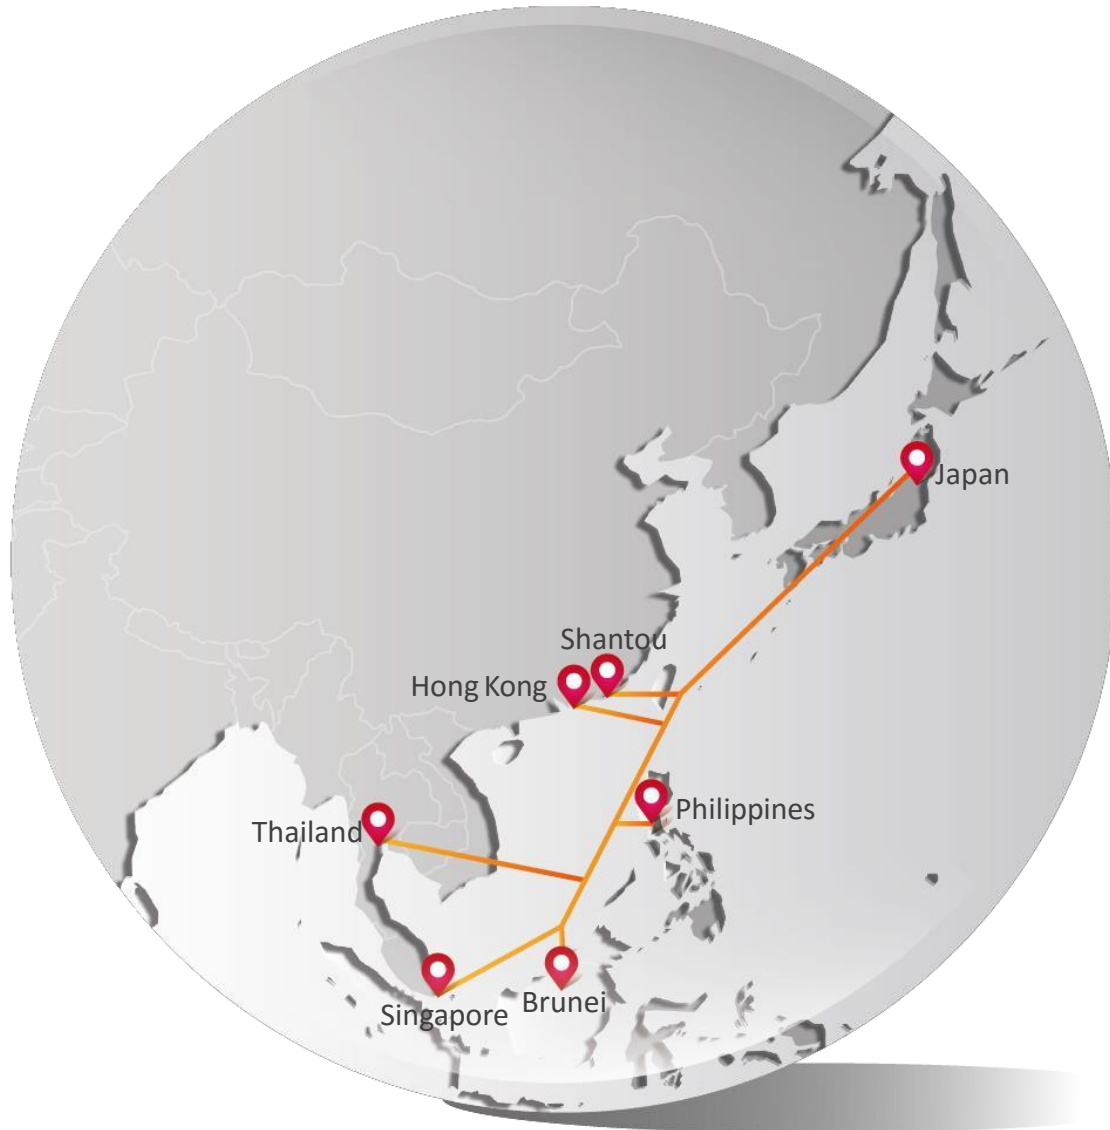 Japan
Shantou
Hong Kong
Philippines
Thailand
Brunei
Singapore